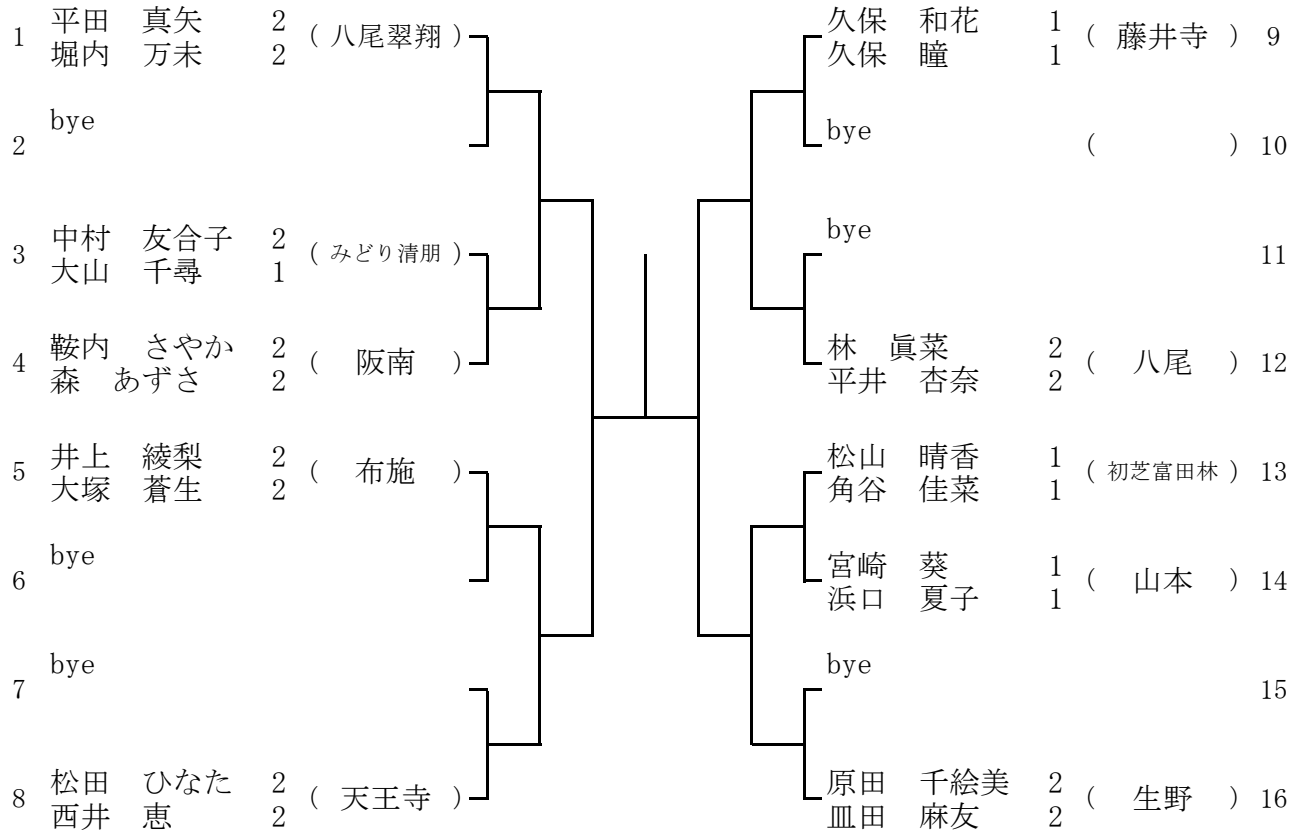 1 平田　真矢 2 ( 八尾翠翔 )
堀内　万未 2
2 bye
3 中村　友合子 2 ( みどり清朋 )
大山　千尋 1
4 鞍内　さやか 2 ( 阪南 )
森　あずさ 2
5 井上　綾梨 2 ( 布施 )
大塚　蒼生 2
6 bye
7 bye
8 松田　ひなた 2 ( 天王寺 )
西井　恵 2
久保　和花 1 ( 藤井寺 ) 9
久保　瞳 1
bye ( ) 10
bye 11
林　眞菜 2 ( 八尾 ) 12
平井　杏奈 2
松山　晴香 1 ( 初芝富田林 ) 13
角谷　佳菜 1
宮崎　葵 1 ( 山本 ) 14
浜口　夏子 1
bye 15
原田　千絵美 2 ( 生野 ) 16
皿田　麻友 2